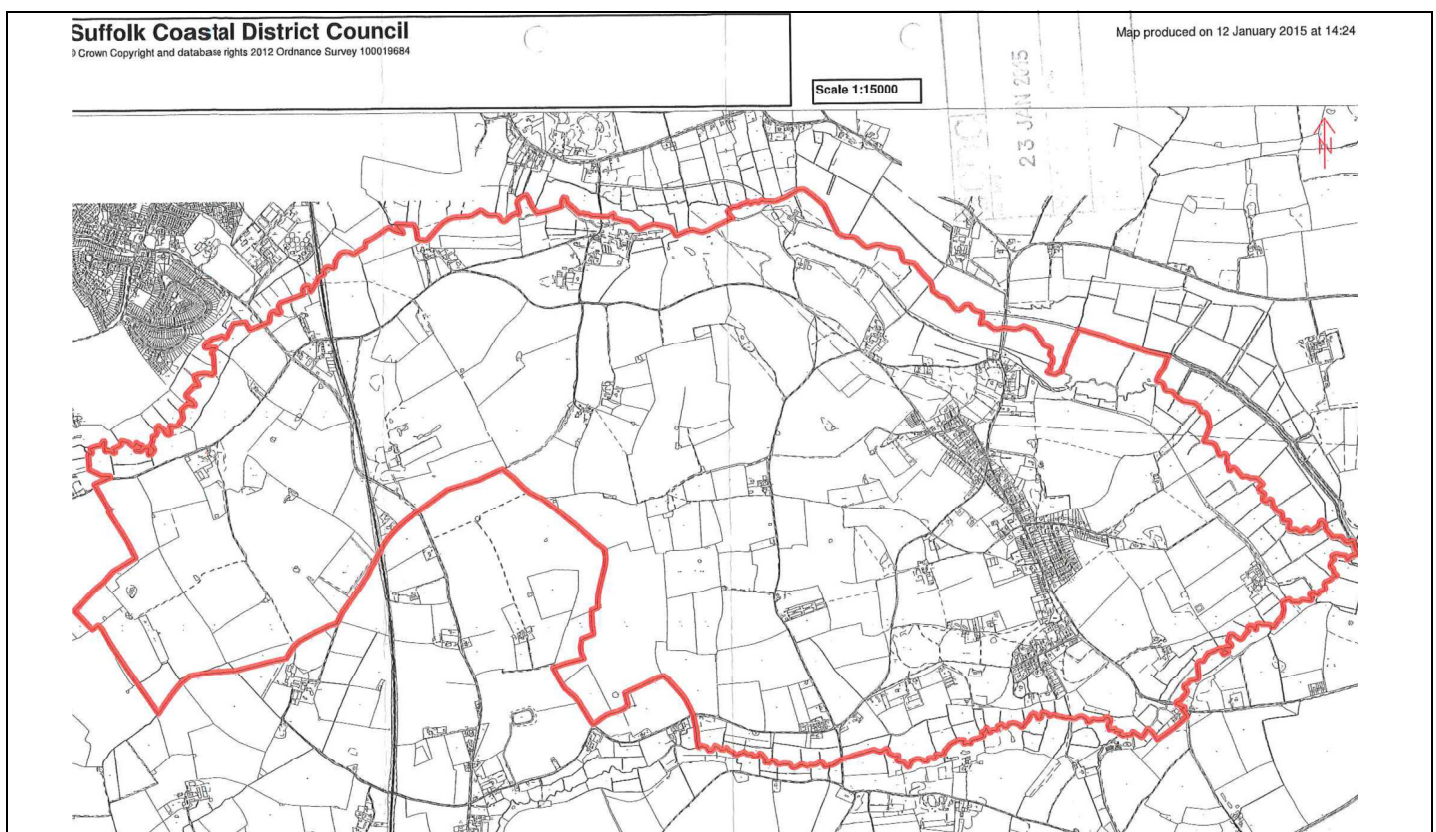 Suffolk Coastal District Council
© Crown Copyright and database rights 2012 Ordnance Survey 100019684
Map produced on 12 January 2015 at 14:24
Scale 1:15000
23 JAN 2015
N